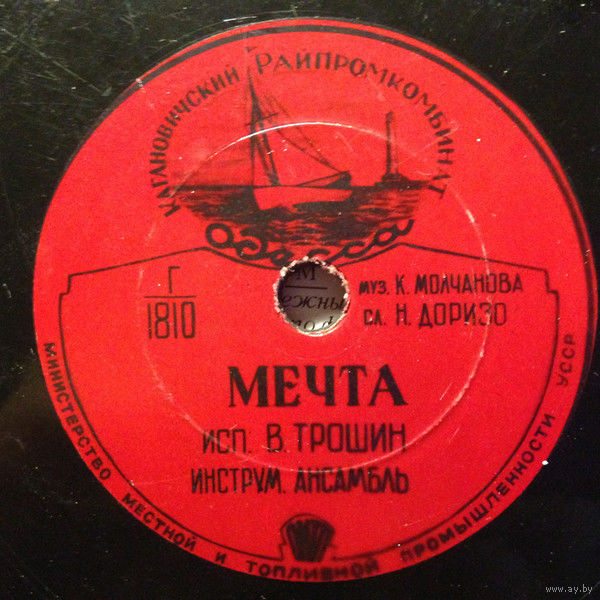 КАГАНОВИЧСКИЙ РАЙПРОМКОМБИНАТ
Одесса
Г
1810
МУЗ. К. МОЛЧАНОВА
СЛ. Н. ДОРИЗО
МЕЧТА
ИСП. В. ТРОШИН
ИНСТРУМ. АНСАМБЛЬ
МИНИСТЕРСТВО МЕСТНОЙ И ТОПЛИВНОЙ ПРОМЫШЛЕННОСТИ УССР
www.ay.by